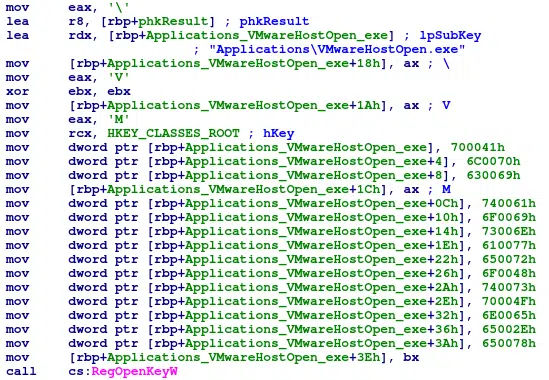 mov eax, '\'
lea r8, [rbp+phkResult] ; phkResult
lea rdx, [rbp+Applications_VMwareHostOpen_exe] ; lpSubKey
; "Applications\VMwareHostOpen.exe"
mov [rbp+Applications_VMwareHostOpen_exe+18h], ax ; \
mov eax, 'V'
xor ebx, ebx
mov [rbp+Applications_VMwareHostOpen_exe+1Ah], ax ; V
mov eax, 'M'
mov rcx, HKEY_CLASSES_ROOT ; hKey
mov dword ptr [rbp+Applications_VMwareHostOpen_exe], 700041h
mov dword ptr [rbp+Applications_VMwareHostOpen_exe+4], 6C0070h
mov dword ptr [rbp+Applications_VMwareHostOpen_exe+8], 630069h
mov [rbp+Applications_VMwareHostOpen_exe+1Ch], ax ; M
mov dword ptr [rbp+Applications_VMwareHostOpen_exe+0Ch], 740061h
mov dword ptr [rbp+Applications_VMwareHostOpen_exe+10h], 6F0069h
mov dword ptr [rbp+Applications_VMwareHostOpen_exe+14h], 73006Eh
mov dword ptr [rbp+Applications_VMwareHostOpen_exe+1Eh], 610077h
mov dword ptr [rbp+Applications_VMwareHostOpen_exe+22h], 650072h
mov dword ptr [rbp+Applications_VMwareHostOpen_exe+26h], 6F0048h
mov dword ptr [rbp+Applications_VMwareHostOpen_exe+2Ah], 740073h
mov dword ptr [rbp+Applications_VMwareHostOpen_exe+2Eh], 70004Fh
mov dword ptr [rbp+Applications_VMwareHostOpen_exe+32h], 6E0065h
mov dword ptr [rbp+Applications_VMwareHostOpen_exe+36h], 65002Eh
mov dword ptr [rbp+Applications_VMwareHostOpen_exe+3Ah], 650078h
mov [rbp+Applications_VMwareHostOpen_exe+3Eh], bx
call cs:RegOpenKeyW